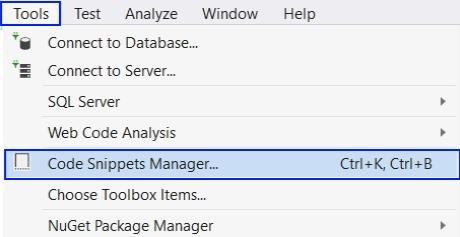 Tools Test Analyze Window Help
Connect to Database...
Connect to Server...
SQL Server
Web Code Analysis
Code Snippets Manager... Ctrl+K, Ctrl+B
Choose Toolbox Items...
NuGet Package Manager